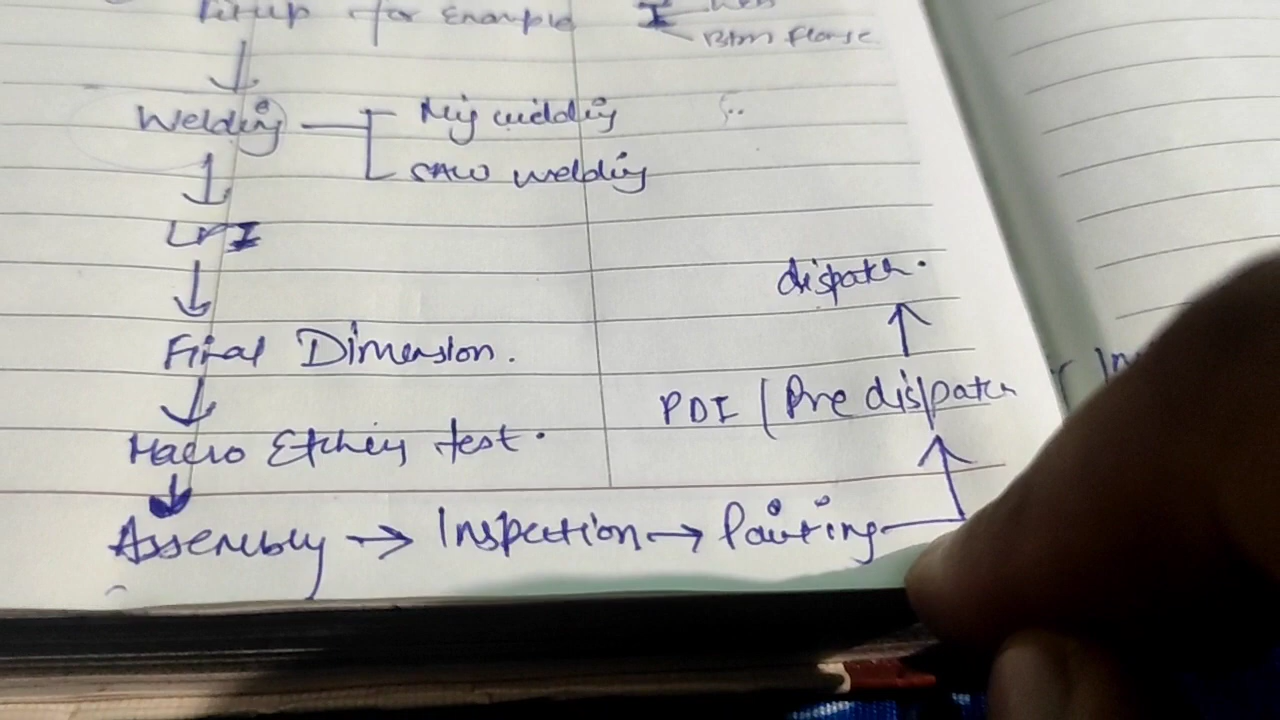 Fitup for Example
Btm flange
Welding
Mig welding
SAW welding
LPI
Final Dimension.
Macro Etching test.
Assembly → Inspection → Painting
PDI (Pre dispatch
dispatch.